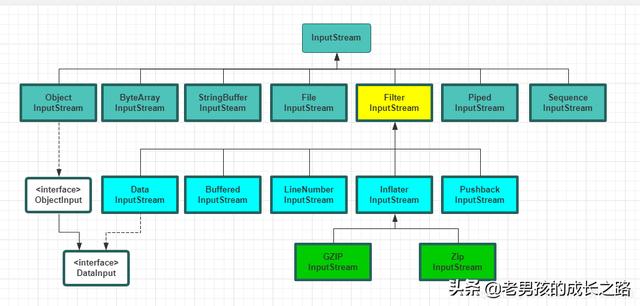 InputStream
Object
InputStream
ByteArray
InputSteam
StringBuffer
InputSteam
File
InputStream
Filter
InputStream
Piped
InputStream
Sequence
InputStream
<interface>
ObjectInput
Data
InputStream
Buffered
InputStream
LineNumber
InputStream
Inflater
InputStream
Pushback
InputStream
<interface>
DataInput
GZIP
InputStream
Zip
InputStream
头条 @老男孩的成长之路